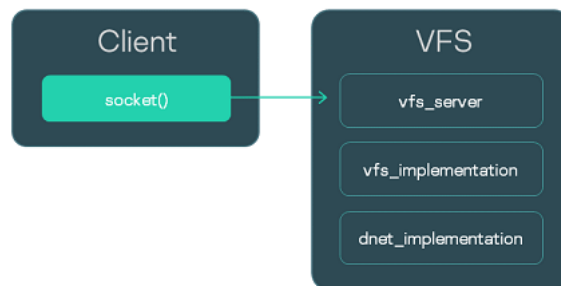 Client
socket()
VFS
vfs_server
vfs_implementation
dnet_implementation